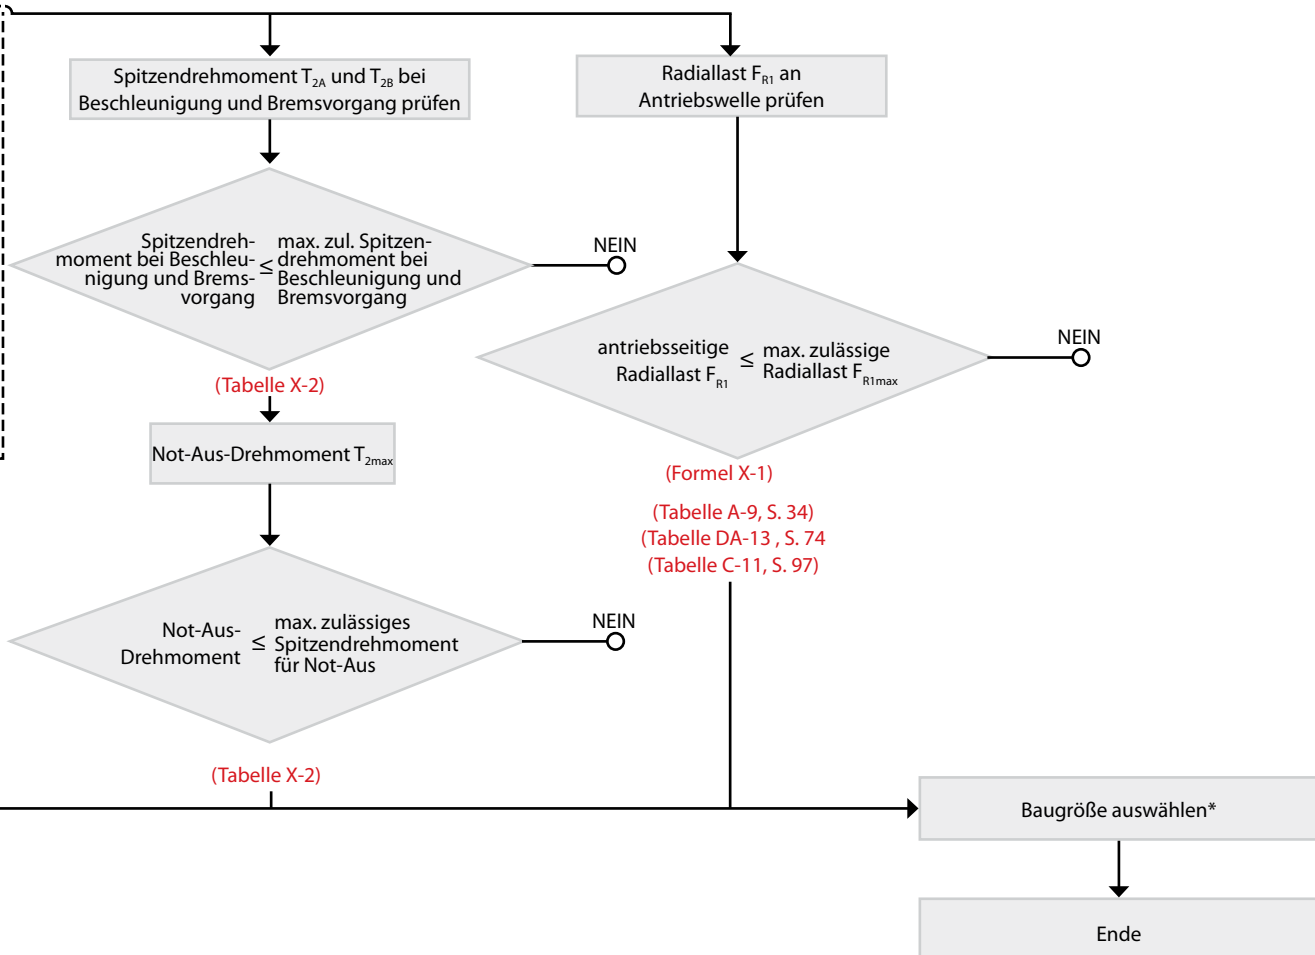 Spitzendrehmoment T2A und T2B bei
Beschleunigung und Bremsvorgang prüfen
Spitzendreh-
moment bei Beschleu-
nigung und Brems-
vorgang
≤
max. zul. Spitzen-
drehmoment bei
Beschleunigung und
Bremsvorgang
NEIN
(Tabelle X-2)
Not-Aus-Drehmoment T2max
Not-Aus-
Drehmoment
≤
max. zulässiges
Spitzendrehmoment
für Not-Aus
NEIN
(Tabelle X-2)
Radiallast FR1 an
Antriebswelle prüfen
antriebsseitige
Radiallast FR1
≤
max. zulässige
Radiallast FR1max
NEIN
(Formel X-1)
(Tabelle A-9, S. 34)
(Tabelle DA-13 , S. 74
(Tabelle C-11, S. 97)
Baugröße auswählen*
Ende